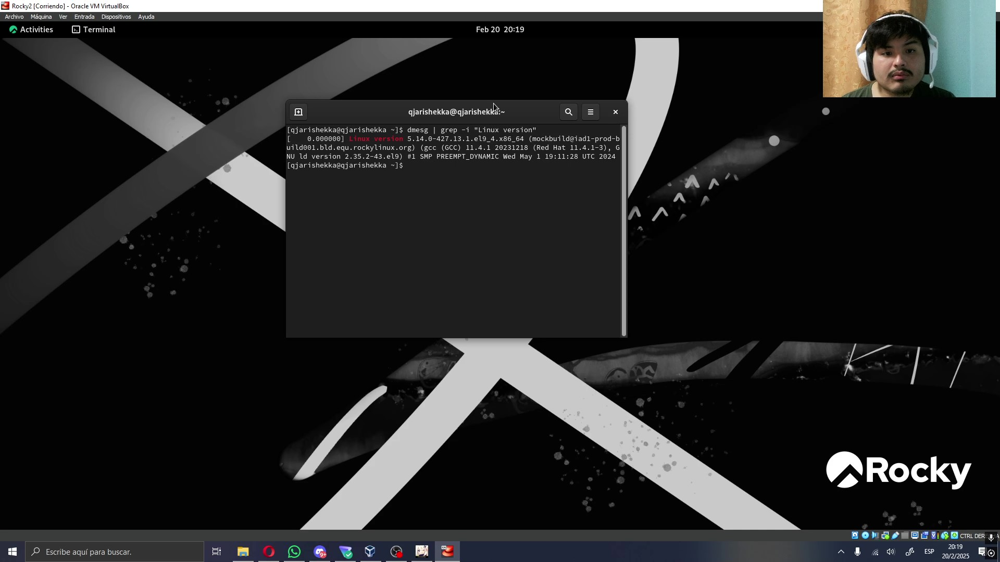 Rocky2 [Corriendo] - Oracle VM VirtualBox
Archivo Máquina Ver Entrada Dispositivos Ayuda
Activities Terminal Feb 20 20:19
qjarishekka@qjarishekka:~
[qjarishekka@qjarishekka ~]$ dmesg | grep -i "Linux version"
[    0.000000] Linux version 5.14.0-427.13.1.el9_4.x86_64 (mockbuild@iad1-prod-b
uild001.bld.equ.rockylinux.org) (gcc (GCC) 11.4.1 20231218 (Red Hat 11.4.1-3), G
NU ld version 2.35.2-43.el9) #1 SMP PREEMPT_DYNAMIC Wed May 1 19:11:28 UTC 2024
[qjarishekka@qjarishekka ~]$
Rocky
CTRL
Escribe aquí para buscar.
9+
64
ESP
20:19
20/2/2025